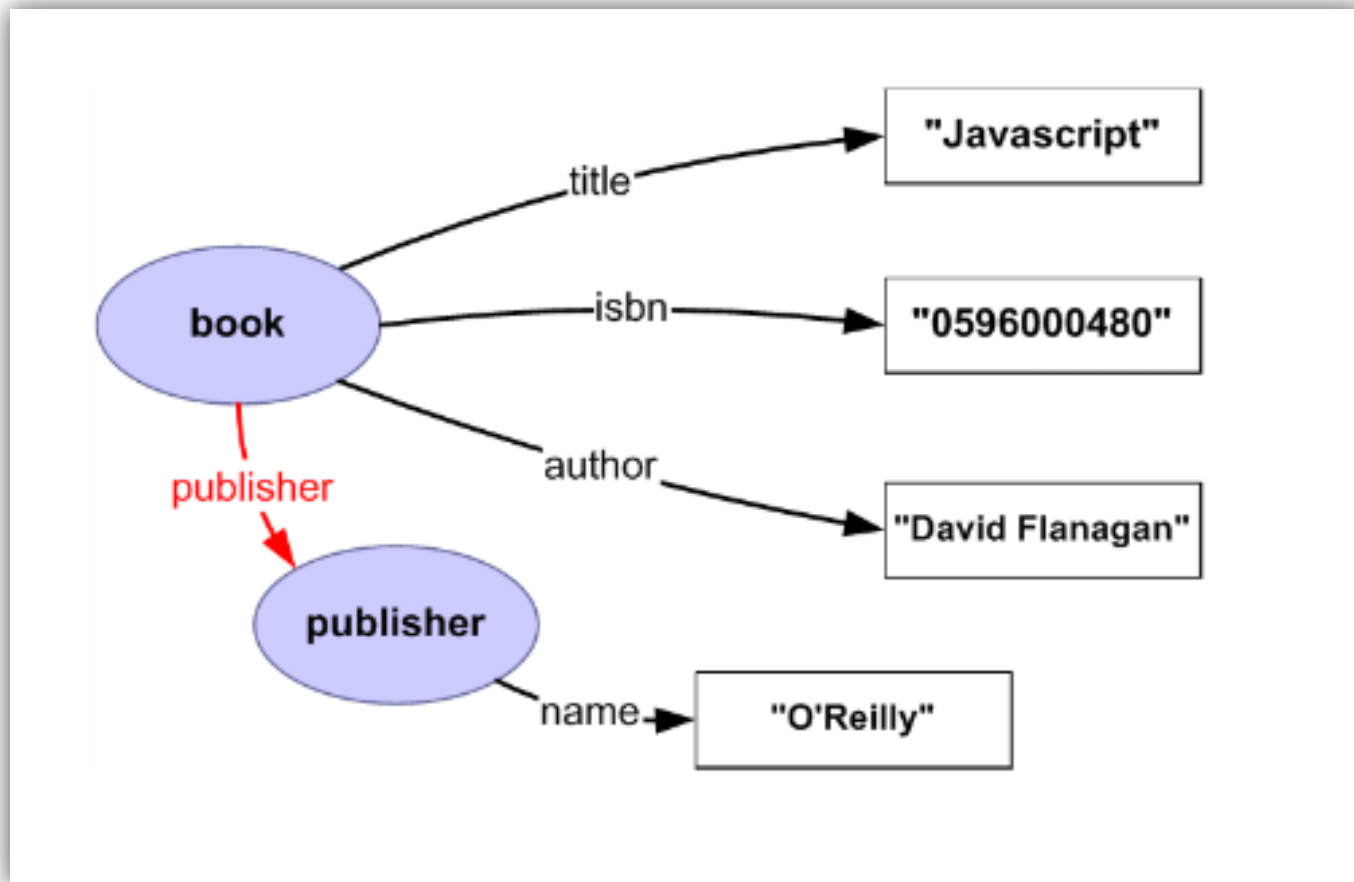 "Javascript"
title
isbn
book
"0596000480"
author
publisher
"David Flanagan"
publisher
name
"O'Reilly"